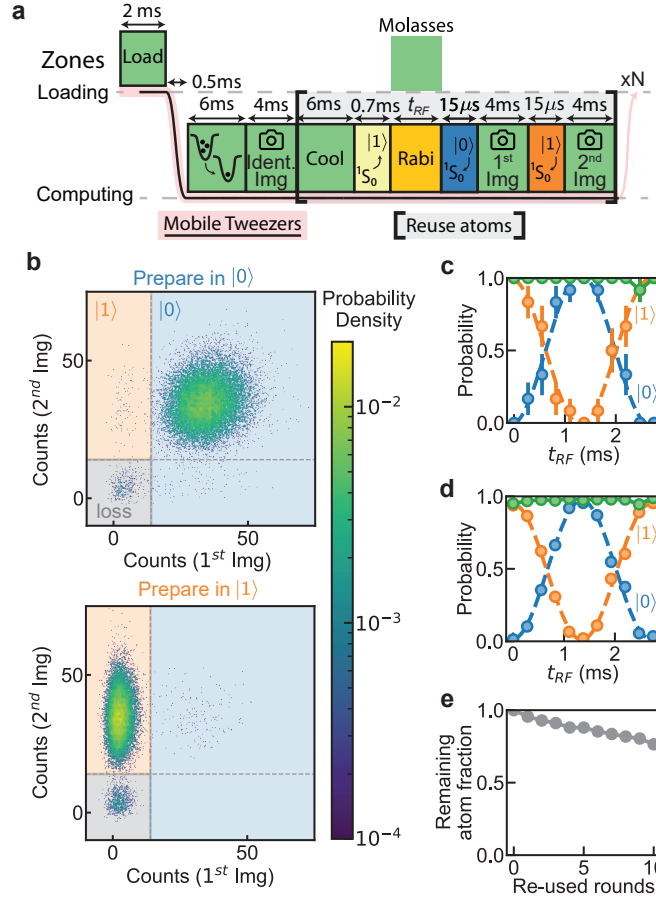 a
2 ms
Molasses
Zones
Load
Loading
0.5ms
xN
6ms 4ms 6ms 0.7ms t_RF 15μs 4ms 15μs 4ms
Ident. Img
Cool
|1⟩ ¹S₀
Rabi
|0⟩ ¹S₀
1st Img
|1⟩ ¹S₀
2nd Img
Computing
Mobile Tweezers
Reuse atoms
b
Prepare in |0⟩
|1⟩ |0⟩
loss
50
0
Counts (2nd Img)
0 50
Counts (1st Img)
Prepare in |1⟩
50
0
Counts (2nd Img)
0 50
Counts (1st Img)
Probability
Density
10⁻²
10⁻³
10⁻⁴
c
1.0
0.5
0.0
Probability
|1⟩
|0⟩
0 1 2
t_RF (ms)
d
1.0
0.5
0.0
Probability
|1⟩
|0⟩
0 1 2
t_RF (ms)
e
1.0
0.5
0.0
Remaining
atom fraction
0 5 10
Re-used rounds